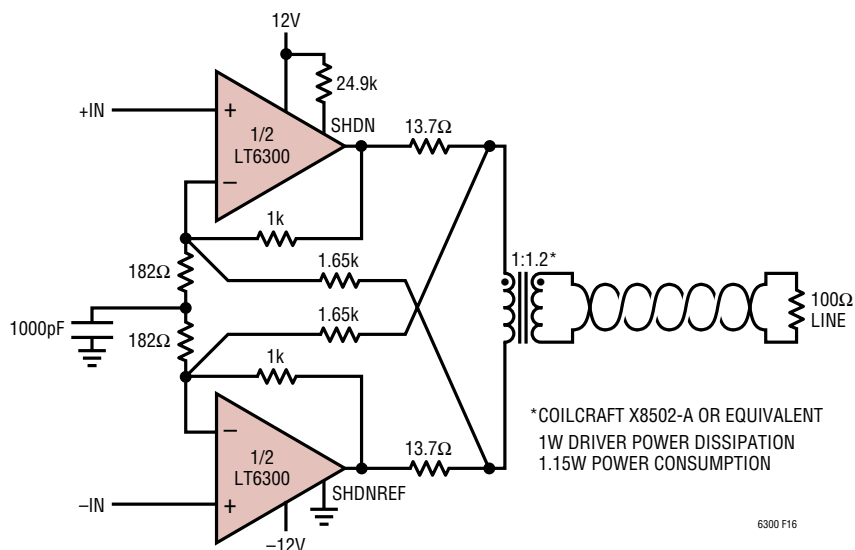 12V
24.9k
+IN
+
1/2
LT6300
SHDN
13.7Ω
–
1k
182Ω
1.65k
1:1.2*
1000pF
182Ω
1.65k
100Ω
LINE
1k
*COILCRAFT X8502-A OR EQUIVALENT
1W DRIVER POWER DISSIPATION
1.15W POWER CONSUMPTION
–
1/2
LT6300
13.7Ω
SHDNREF
–IN
+
–12V
6300 F16